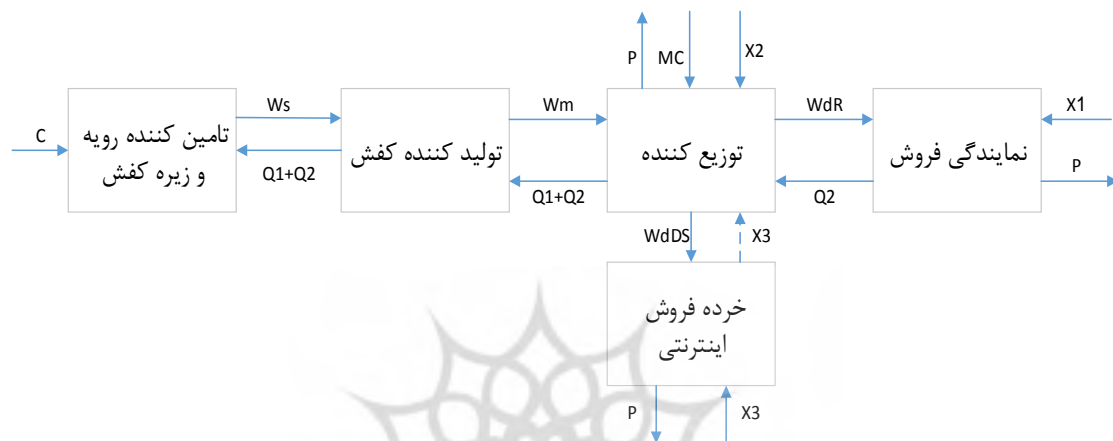 P
MC
X2
Ws
Wm
WdR
X1
C
تامین کننده رویه
و زیره کفش
تولید کننده کفش
توزیع کننده
نمایندگی فروش
Q1+Q2
Q1+Q2
Q2
P
WdDS
X3
خرده فروش
اینترنتی
P
X3